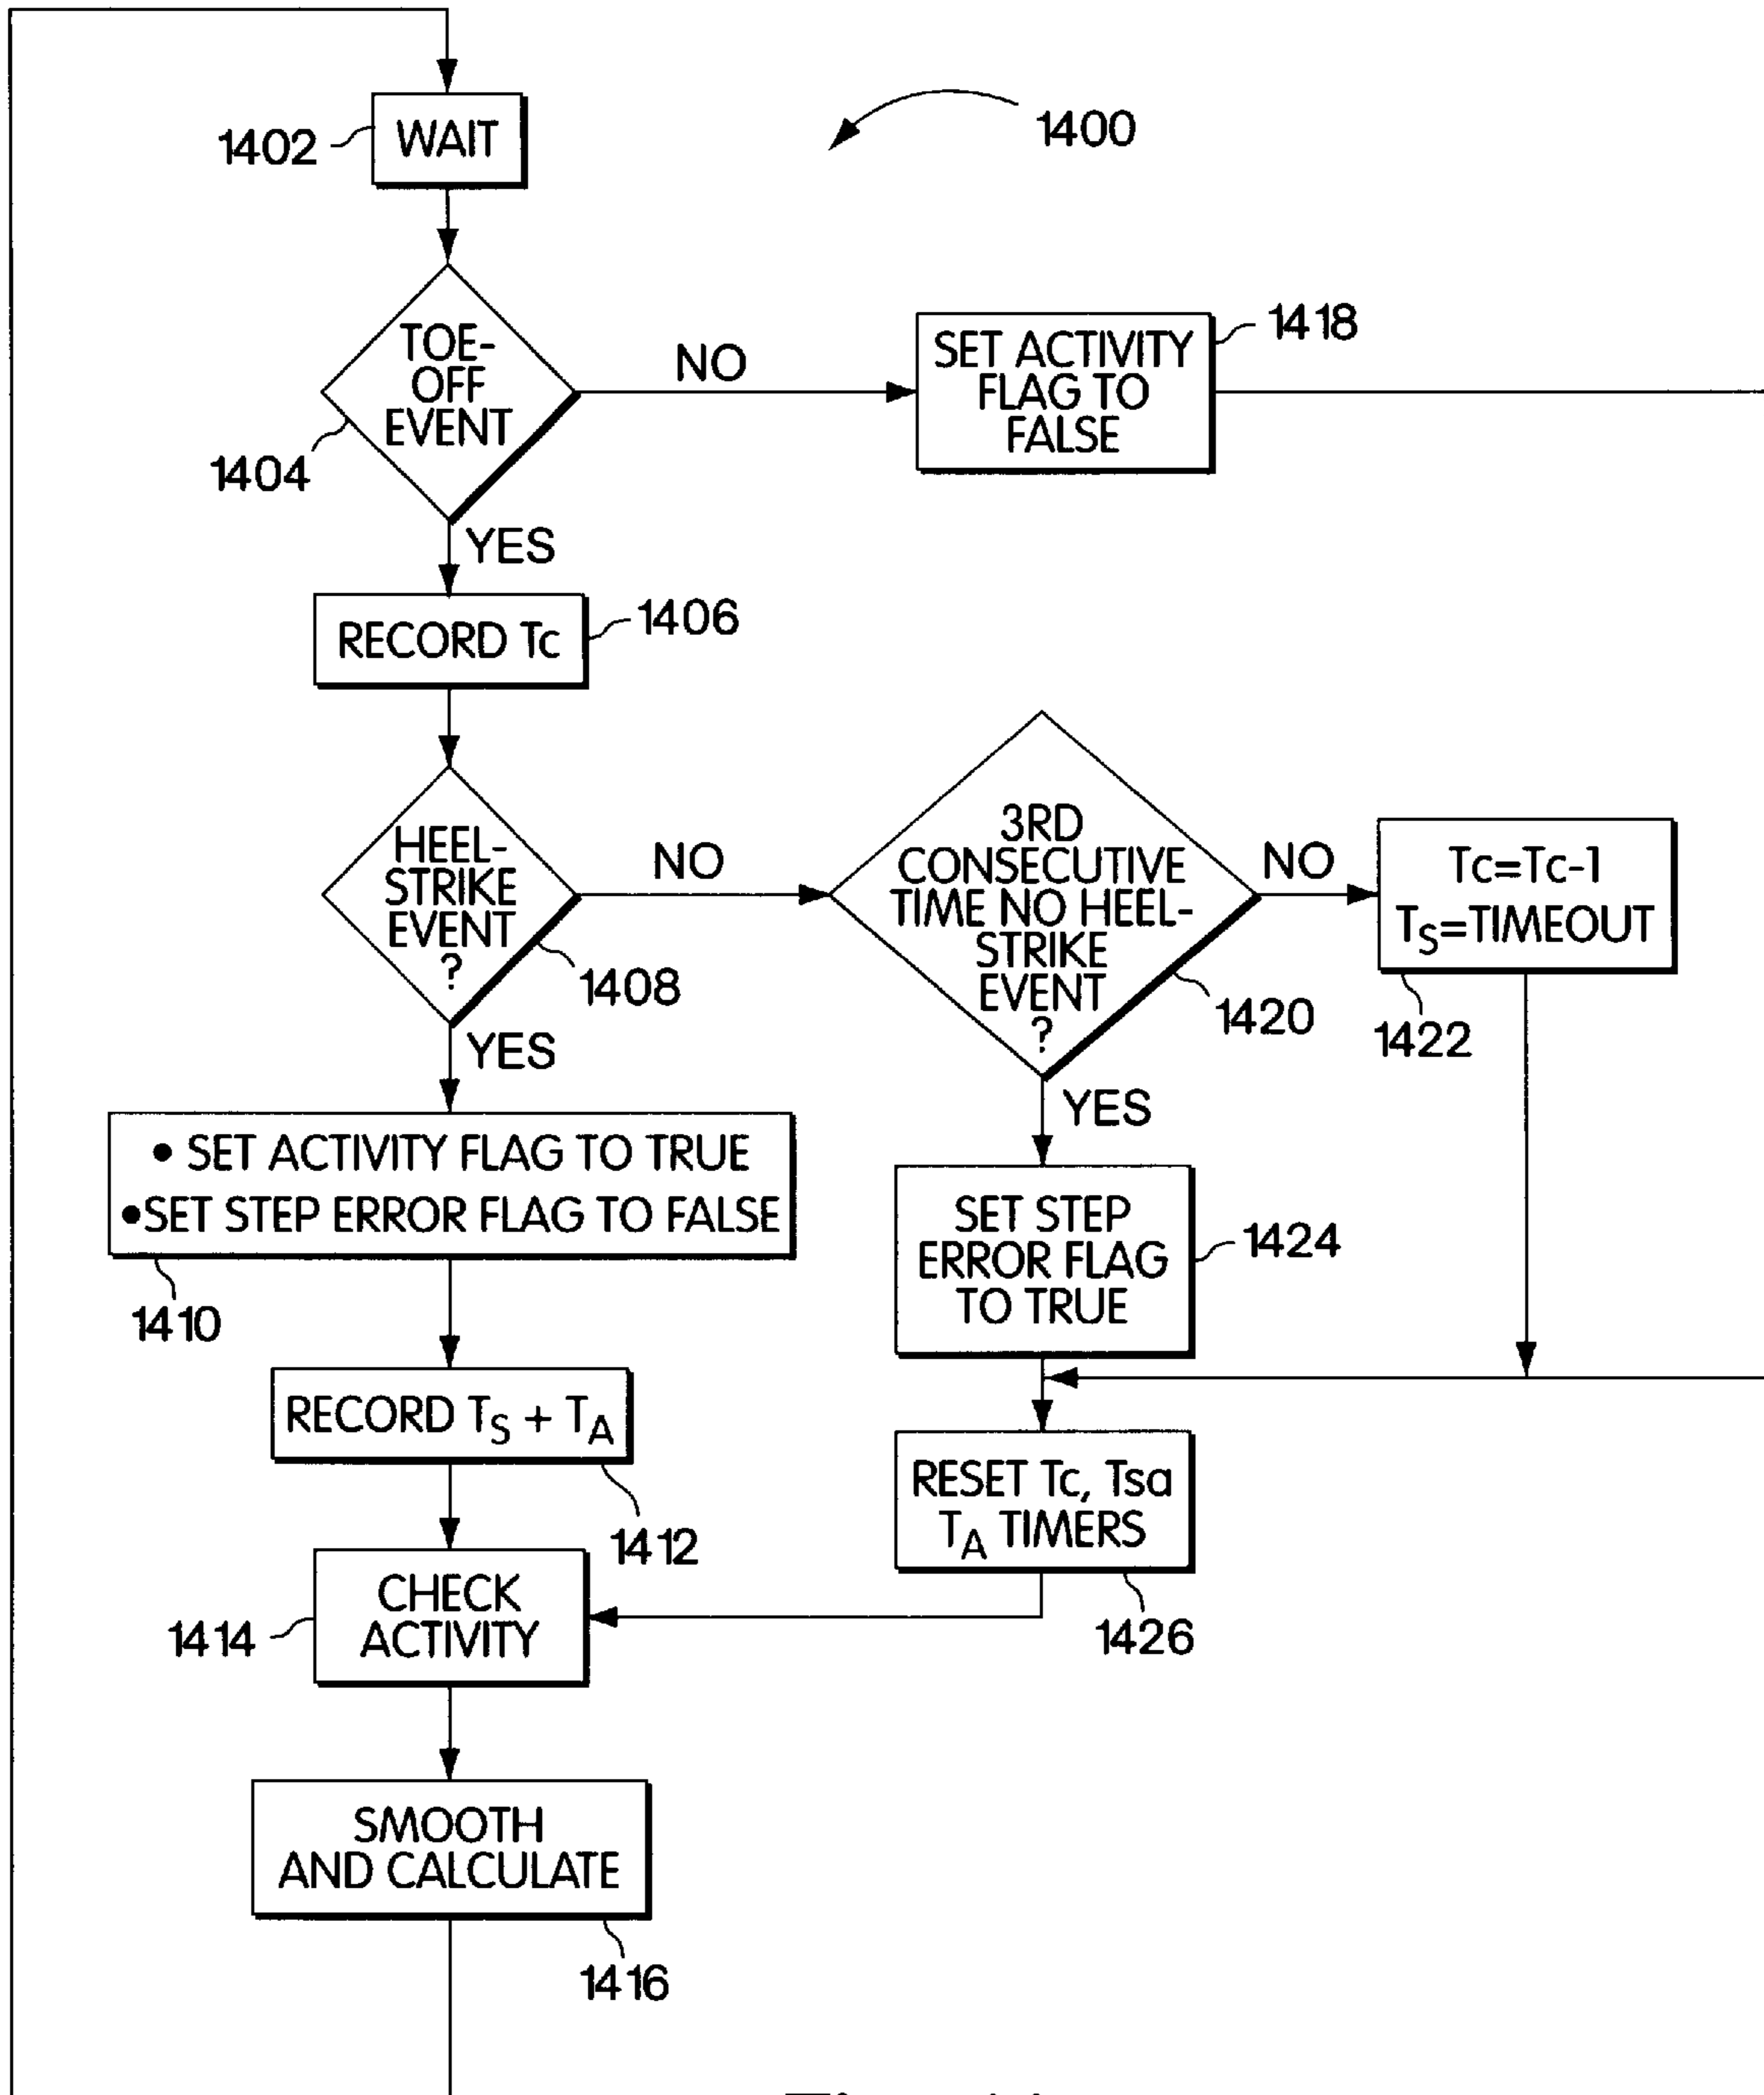 1400
1402
WAIT
TOE-
OFF
EVENT
1404
NO
SET ACTIVITY
FLAG TO
FALSE
1418
YES
RECORD Tc
1406
HEEL-
STRIKE
EVENT
?
1408
NO
3RD
CONSECUTIVE
TIME NO HEEL-
STRIKE
EVENT
?
1420
NO
Tc=Tc-1
TS=TIMEOUT
1422
YES
• SET ACTIVITY FLAG TO TRUE
•SET STEP ERROR FLAG TO FALSE
1410
YES
SET STEP
ERROR FLAG
TO TRUE
1424
RECORD TS + TA
1412
RESET Tc, Tsa
TA TIMERS
1426
CHECK
ACTIVITY
1414
SMOOTH
AND CALCULATE
1416